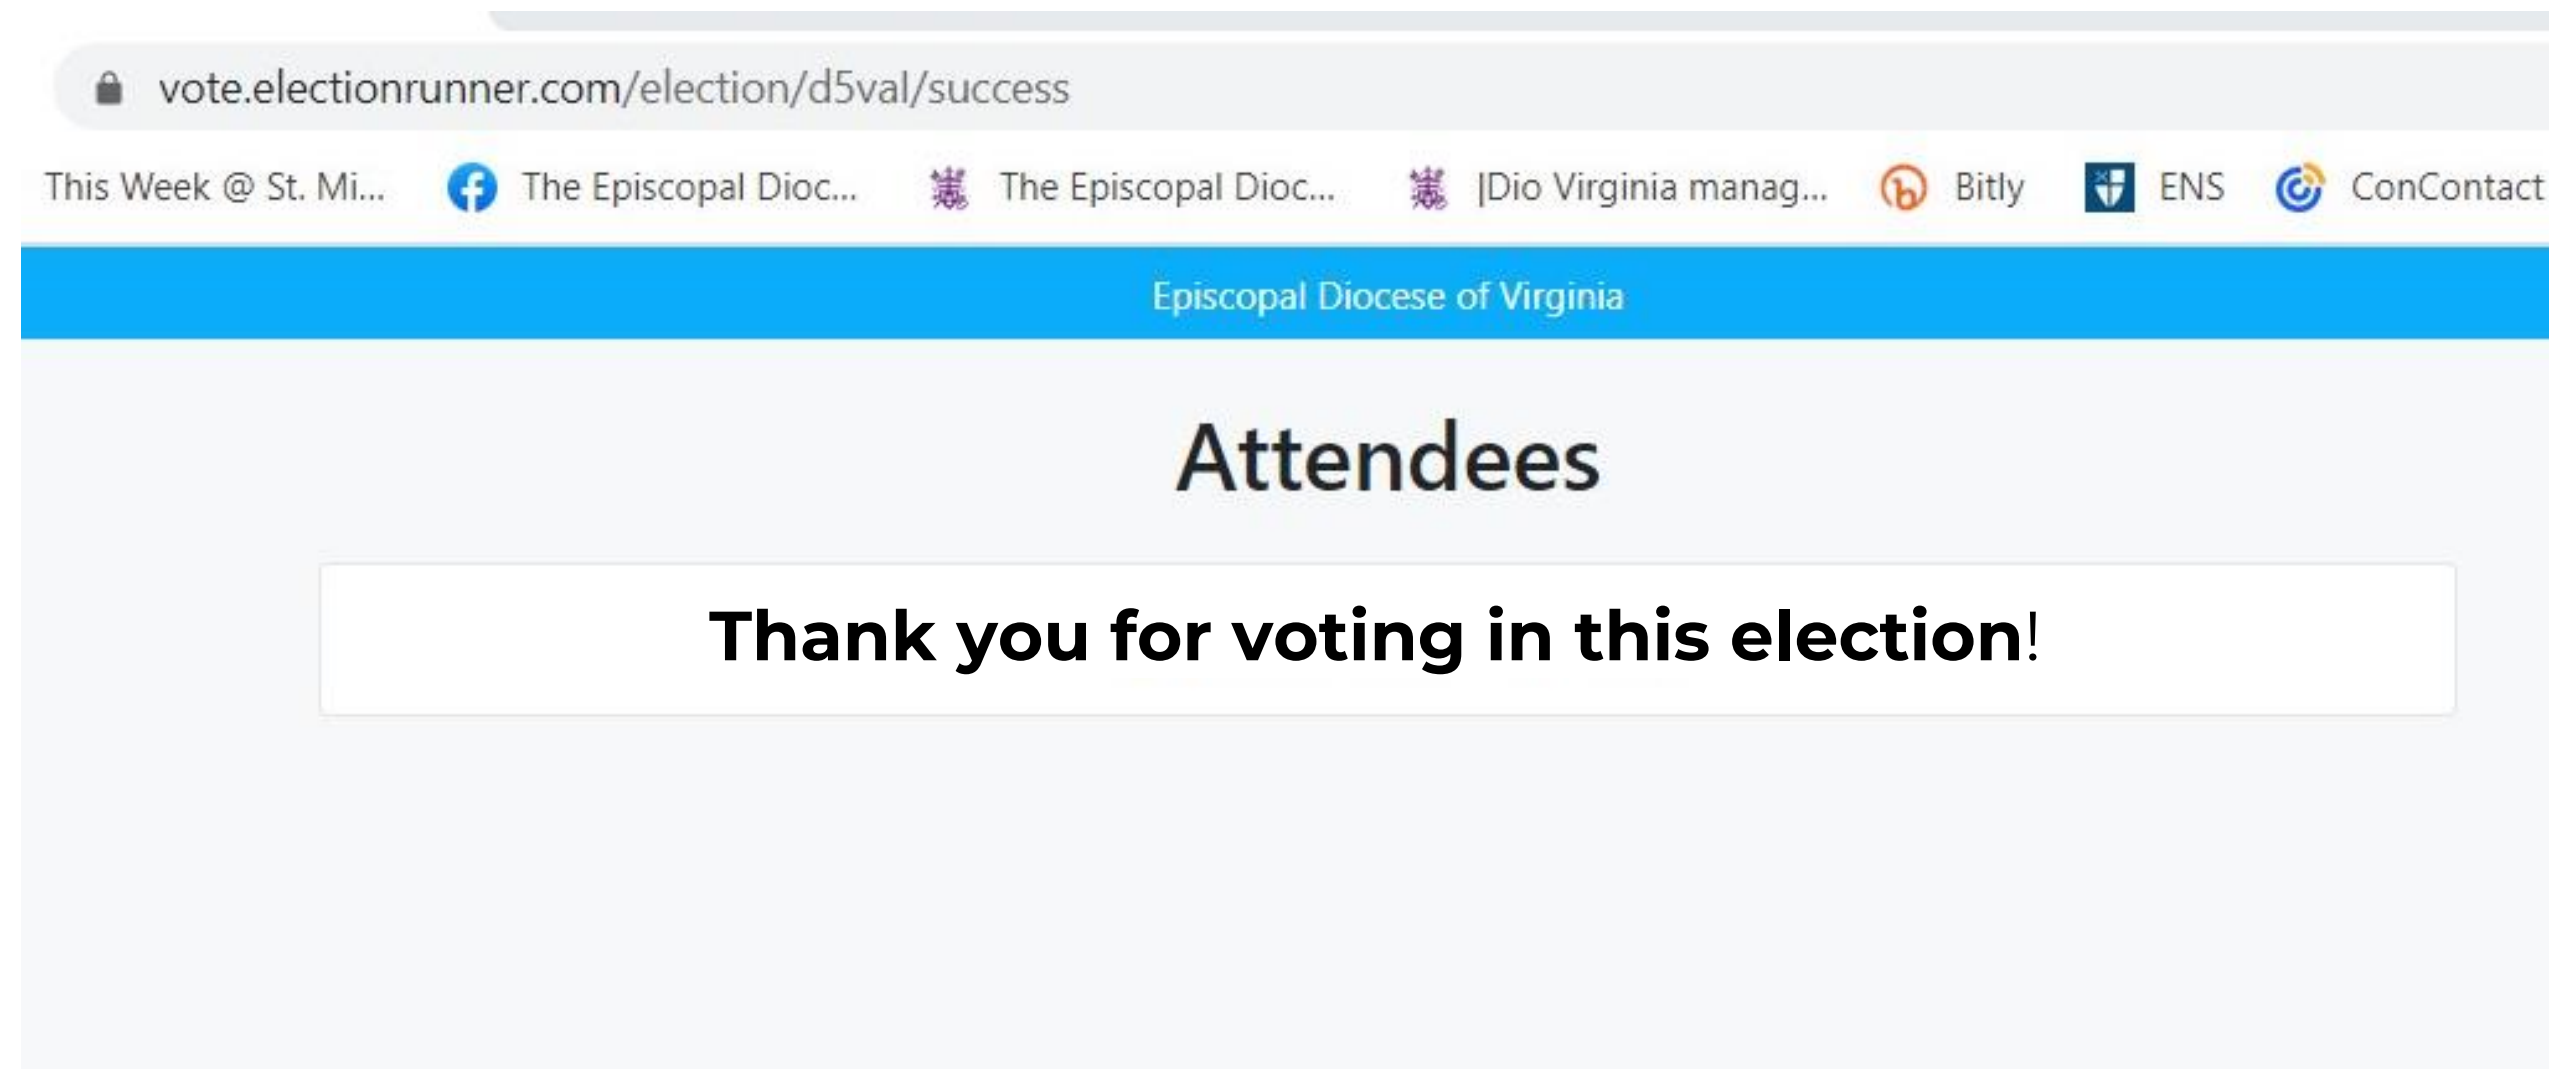 vote.electionrunner.com/election/d5val/success
This Week @ St. Mi... The Episcopal Dioc... The Episcopal Dioc... |Dio Virginia manag... Bitly ENS ConContact
Episcopal Diocese of Virginia
Attendees
Thank you for voting in this election!